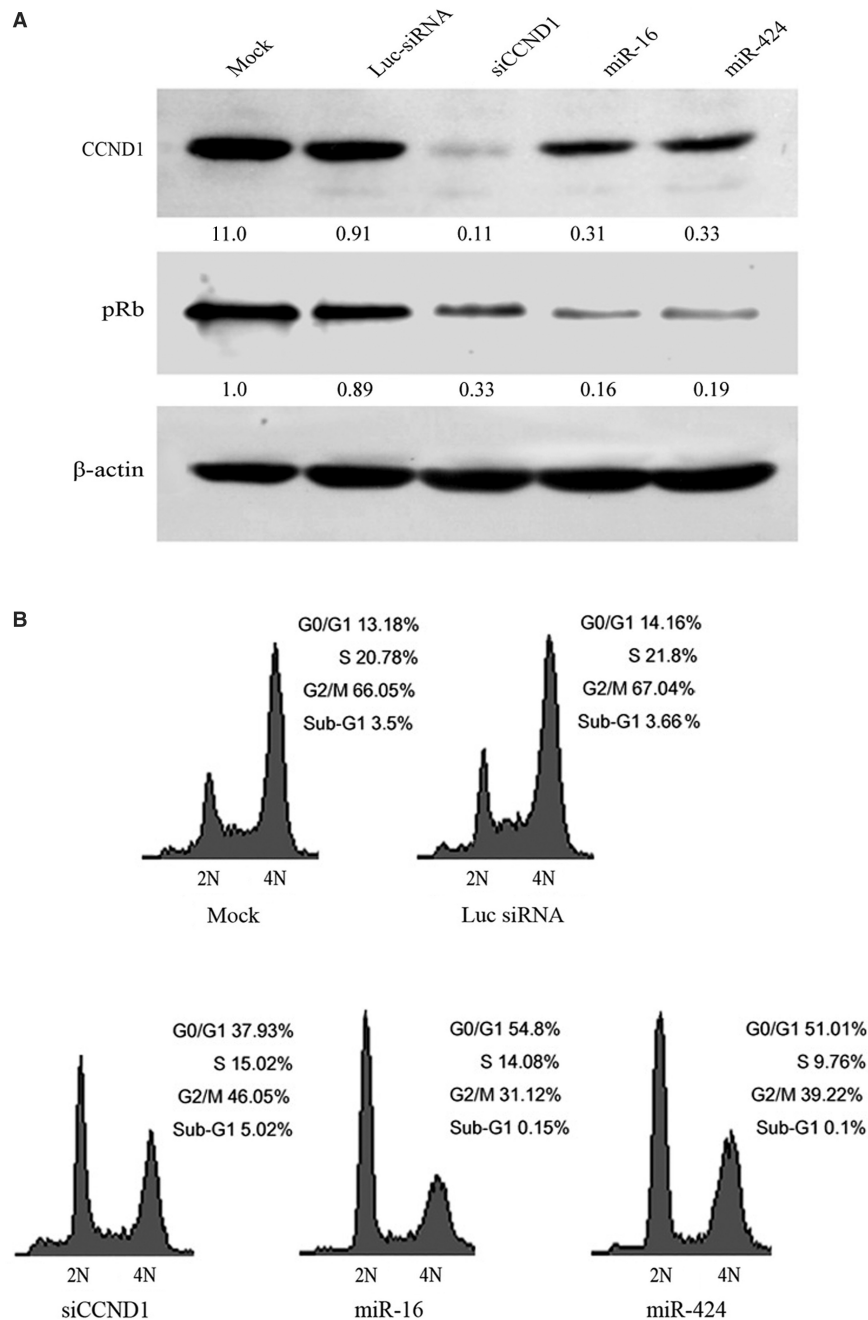 A
Mock Luc-siRNA siCCND1 miR-16 miR-424
CCND1
11.0 0.91 0.11 0.31 0.33
pRb
1.0 0.89 0.33 0.16 0.19
β-actin
B
G0/G1 13.18%
S 20.78%
G2/M 66.05%
Sub-G1 3.5%
2N 4N
Mock
G0/G1 14.16%
S 21.8%
G2/M 67.04%
Sub-G1 3.66 %
2N 4N
Luc siRNA
G0/G1 37.93%
S 15.02%
G2/M 46.05%
Sub-G1 5.02%
2N 4N
siCCND1
G0/G1 54.8%
S 14.08%
G2/M 31.12%
Sub-G1 0.15%
2N 4N
miR-16
G0/G1 51.01%
S 9.76%
G2/M 39.22%
Sub-G1 0.1%
2N 4N
miR-424